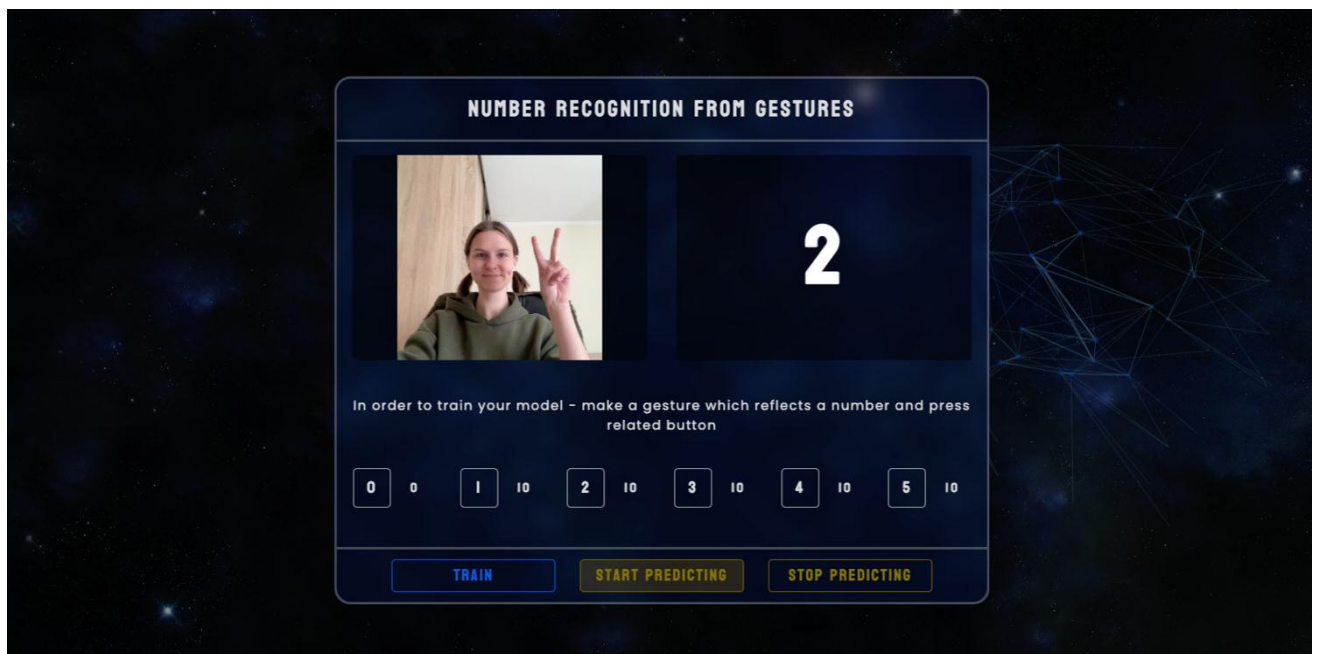 NUMBER RECOGNITION FROM GESTURES
2
In order to train your model - make a gesture which reflects a number and press
related button
0 0 1 10 2 10 3 10 4 10 5 10
TRAIN START PREDICTING STOP PREDICTING